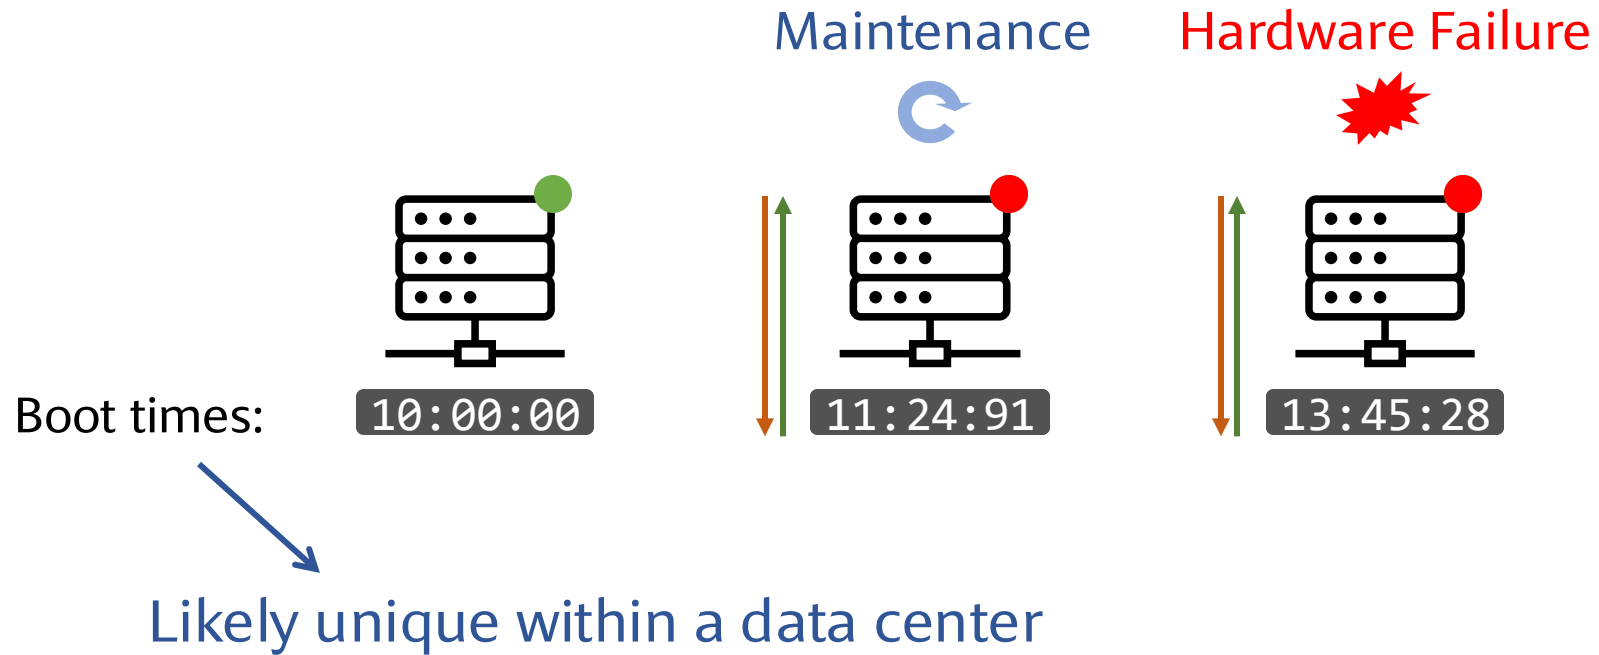 Maintenance
Hardware Failure
Boot times:
10:00:00
11:24:91
13:45:28
Likely unique within a data center